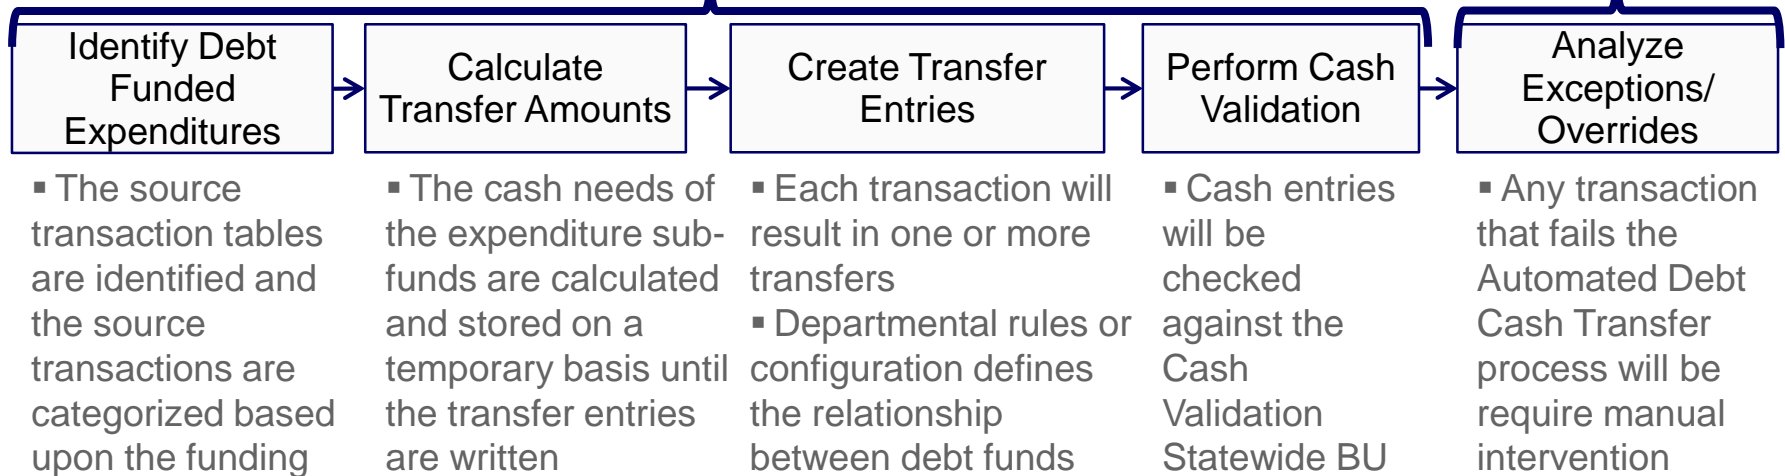 Identify Debt
Funded
Expenditures
Calculate
Transfer Amounts
Create Transfer
Entries
Perform Cash
Validation
Analyze
Exceptions/
Overrides
▪ The source
transaction tables
are identified and
the source
transactions are
categorized based
upon the funding
▪ The cash needs of
the expenditure sub-
funds are calculated
and stored on a
temporary basis until
the transfer entries
are written
▪ Each transaction will
result in one or more
transfers
▪ Departmental rules or
configuration defines
the relationship
between debt funds
▪ Cash entries
will be
checked
against the
Cash
Validation
Statewide BU
▪ Any transaction
that fails the
Automated Debt
Cash Transfer
process will be
require manual
intervention